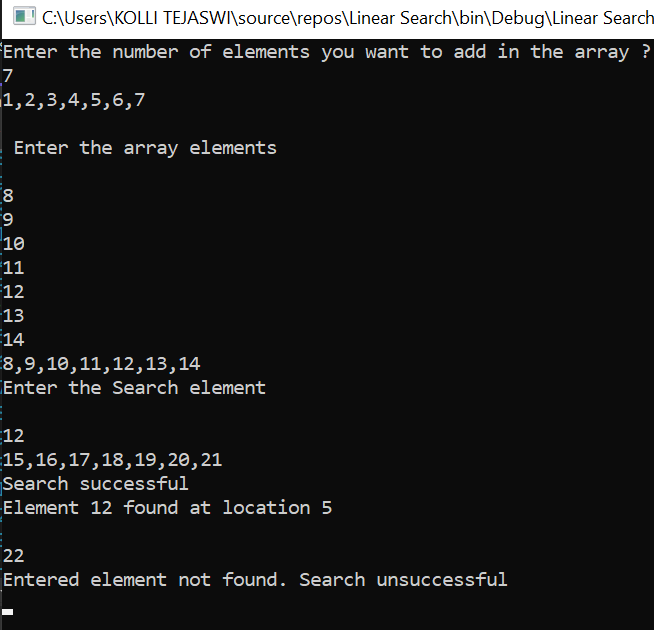 C:\Users\KOLLI TEJASWI\source\repos\Linear Search\bin\Debug\Linear Search
Enter the number of elements you want to add in the array ?
7
1,2,3,4,5,6,7
Enter the array elements
8
9
10
11
12
13
14
8,9,10,11,12,13,14
Enter the Search element
12
15,16,17,18,19,20,21
Search successful
Element 12 found at location 5
22
Entered element not found. Search unsuccessful